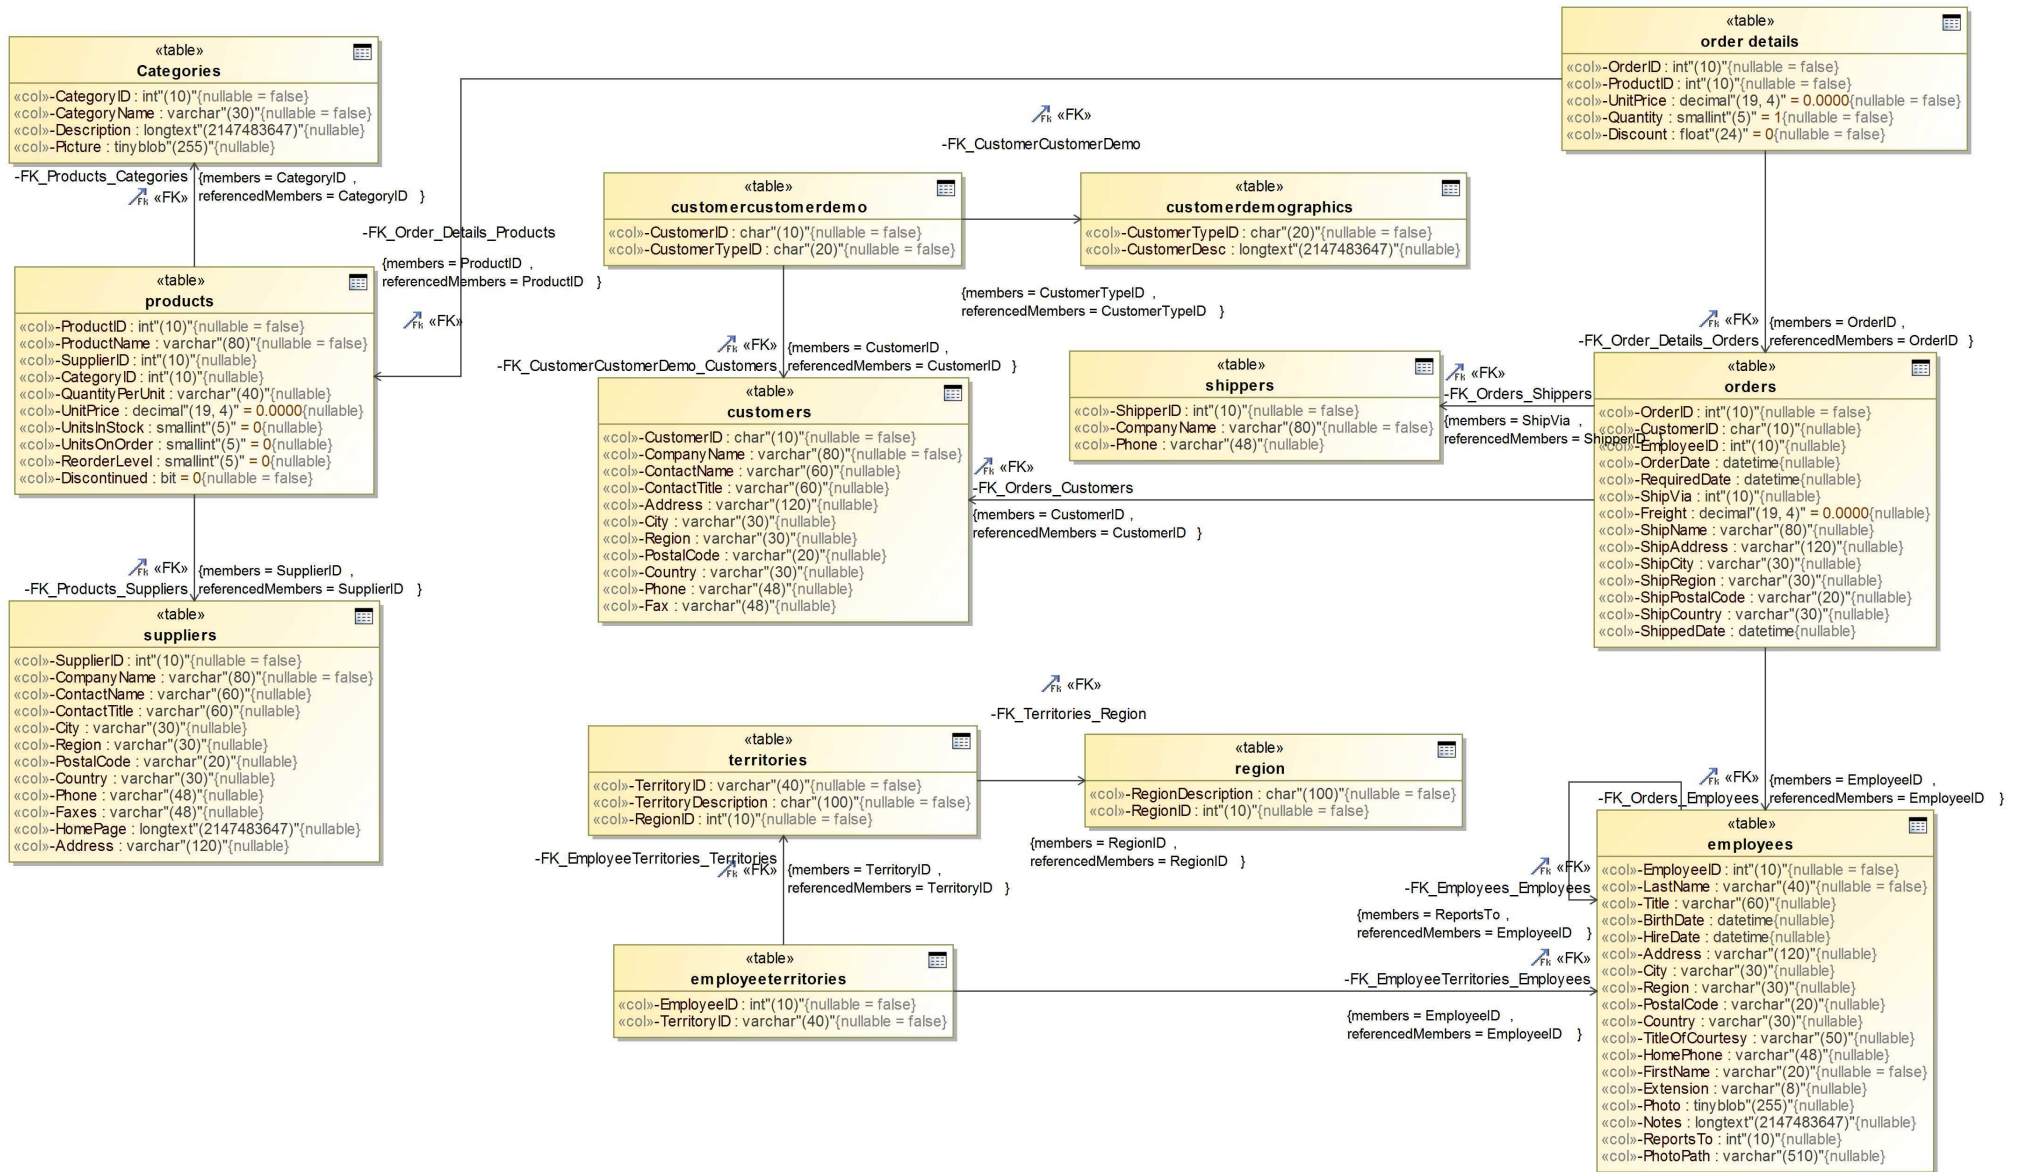 «table»
Categories
«col»-CategoryID : int"(10)"{nullable = false}
«col»-CategoryName : varchar"(30)"{nullable = false}
«col»-Description : longtext"(2147483647)"{nullable}
«col»-Picture : tinyblob"(255)"{nullable}
-FK_Products_Categories
Fk «FK»
{members = CategoryID ,
referencedMembers = CategoryID }
«table»
products
«col»-ProductID : int"(10)"{nullable = false}
«col»-ProductName : varchar"(80)"{nullable = false}
«col»-SupplierID : int"(10)"{nullable}
«col»-CategoryID : int"(10)"{nullable}
«col»-QuantityPerUnit : varchar"(40)"{nullable}
«col»-UnitPrice : decimal"(19, 4)" = 0.0000{nullable}
«col»-UnitsInStock : smallint"(5)" = 0{nullable}
«col»-UnitsOnOrder : smallint"(5)" = 0{nullable}
«col»-ReorderLevel : smallint"(5)" = 0{nullable}
«col»-Discontinued : bit = 0{nullable = false}
Fk «FK»
-FK_Products_Suppliers
{members = SupplierID ,
referencedMembers = SupplierID }
«table»
suppliers
«col»-SupplierID : int"(10)"{nullable = false}
«col»-CompanyName : varchar"(80)"{nullable = false}
«col»-ContactName : varchar"(60)"{nullable}
«col»-ContactTitle : varchar"(60)"{nullable}
«col»-City : varchar"(30)"{nullable}
«col»-Region : varchar"(30)"{nullable}
«col»-PostalCode : varchar"(20)"{nullable}
«col»-Country : varchar"(30)"{nullable}
«col»-Phone : varchar"(48)"{nullable}
«col»-Faxes : varchar"(48)"{nullable}
«col»-HomePage : longtext"(2147483647)"{nullable}
«col»-Address : varchar"(120)"{nullable}
-FK_Order_Details_Products
{members = ProductID ,
referencedMembers = ProductID }
Fk «FK»
Fk «FK»
-FK_CustomerCustomerDemo
«table»
customercustomerdemo
«col»-CustomerID : char"(10)"{nullable = false}
«col»-CustomerTypeID : char"(20)"{nullable = false}
«table»
customerdemographics
«col»-CustomerTypeID : char"(20)"{nullable = false}
«col»-CustomerDesc : longtext"(2147483647)"{nullable}
{members = CustomerTypeID ,
referencedMembers = CustomerTypeID }
Fk «FK»
-FK_CustomerCustomerDemo_Customers
{members = CustomerID ,
referencedMembers = CustomerID }
«table»
customers
«col»-CustomerID : char"(10)"{nullable = false}
«col»-CompanyName : varchar"(80)"{nullable = false}
«col»-ContactName : varchar"(60)"{nullable}
«col»-ContactTitle : varchar"(60)"{nullable}
«col»-Address : varchar"(120)"{nullable}
«col»-City : varchar"(30)"{nullable}
«col»-Region : varchar"(30)"{nullable}
«col»-PostalCode : varchar"(20)"{nullable}
«col»-Country : varchar"(30)"{nullable}
«col»-Phone : varchar"(48)"{nullable}
«col»-Fax : varchar"(48)"{nullable}
«table»
shippers
«col»-ShipperID : int"(10)"{nullable = false}
«col»-CompanyName : varchar"(80)"{nullable = false}
«col»-Phone : varchar"(48)"{nullable}
Fk «FK»
-FK_Orders_Shippers
{members = ShipVia ,
referencedMembers = ShipperID }
Fk «FK»
-FK_Orders_Customers
{members = CustomerID ,
referencedMembers = CustomerID }
«table»
order details
«col»-OrderID : int"(10)"{nullable = false}
«col»-ProductID : int"(10)"{nullable = false}
«col»-UnitPrice : decimal"(19, 4)" = 0.0000{nullable = false}
«col»-Quantity : smallint"(5)" = 1{nullable = false}
«col»-Discount : float"(24)" = 0{nullable = false}
Fk «FK»
-FK_Order_Details_Orders
{members = OrderID ,
referencedMembers = OrderID }
«table»
orders
«col»-OrderID : int"(10)"{nullable = false}
«col»-CustomerID : char"(10)"{nullable}
«col»-EmployeeID : int"(10)"{nullable}
«col»-OrderDate : datetime{nullable}
«col»-RequiredDate : datetime{nullable}
«col»-ShipVia : int"(10)"{nullable}
«col»-Freight : decimal"(19, 4)" = 0.0000{nullable}
«col»-ShipName : varchar"(80)"{nullable}
«col»-ShipAddress : varchar"(120)"{nullable}
«col»-ShipCity : varchar"(30)"{nullable}
«col»-ShipRegion : varchar"(30)"{nullable}
«col»-ShipPostalCode : varchar"(20)"{nullable}
«col»-ShipCountry : varchar"(30)"{nullable}
«col»-ShippedDate : datetime{nullable}
Fk «FK»
-FK_Territories_Region
«table»
territories
«col»-TerritoryID : varchar"(40)"{nullable = false}
«col»-TerritoryDescription : char"(100)"{nullable = false}
«col»-RegionID : int"(10)"{nullable = false}
«table»
region
«col»-RegionDescription : char"(100)"{nullable = false}
«col»-RegionID : int"(10)"{nullable = false}
{members = RegionID ,
referencedMembers = RegionID }
-FK_EmployeeTerritories_Territories
Fk «FK»
{members = TerritoryID ,
referencedMembers = TerritoryID }
«table»
employeeterritories
«col»-EmployeeID : int"(10)"{nullable = false}
«col»-TerritoryID : varchar"(40)"{nullable = false}
Fk «FK»
-FK_Orders_Employees
{members = EmployeeID ,
referencedMembers = EmployeeID }
Fk «FK»
-FK_Employees_Employees
{members = ReportsTo ,
referencedMembers = EmployeeID }
Fk «FK»
-FK_EmployeeTerritories_Employees
{members = EmployeeID ,
referencedMembers = EmployeeID }
«table»
employees
«col»-EmployeeID : int"(10)"{nullable = false}
«col»-LastName : varchar"(40)"{nullable = false}
«col»-Title : varchar"(60)"{nullable}
«col»-BirthDate : datetime{nullable}
«col»-HireDate : datetime{nullable}
«col»-Address : varchar"(120)"{nullable}
«col»-City : varchar"(30)"{nullable}
«col»-Region : varchar"(30)"{nullable}
«col»-PostalCode : varchar"(20)"{nullable}
«col»-Country : varchar"(30)"{nullable}
«col»-TitleOfCourtesy : varchar"(50)"{nullable}
«col»-HomePhone : varchar"(48)"{nullable}
«col»-FirstName : varchar"(20)"{nullable = false}
«col»-Extension : varchar"(8)"{nullable}
«col»-Photo : tinyblob"(255)"{nullable}
«col»-Notes : longtext"(2147483647)"{nullable}
«col»-ReportsTo : int"(10)"{nullable}
«col»-PhotoPath : varchar"(510)"{nullable}